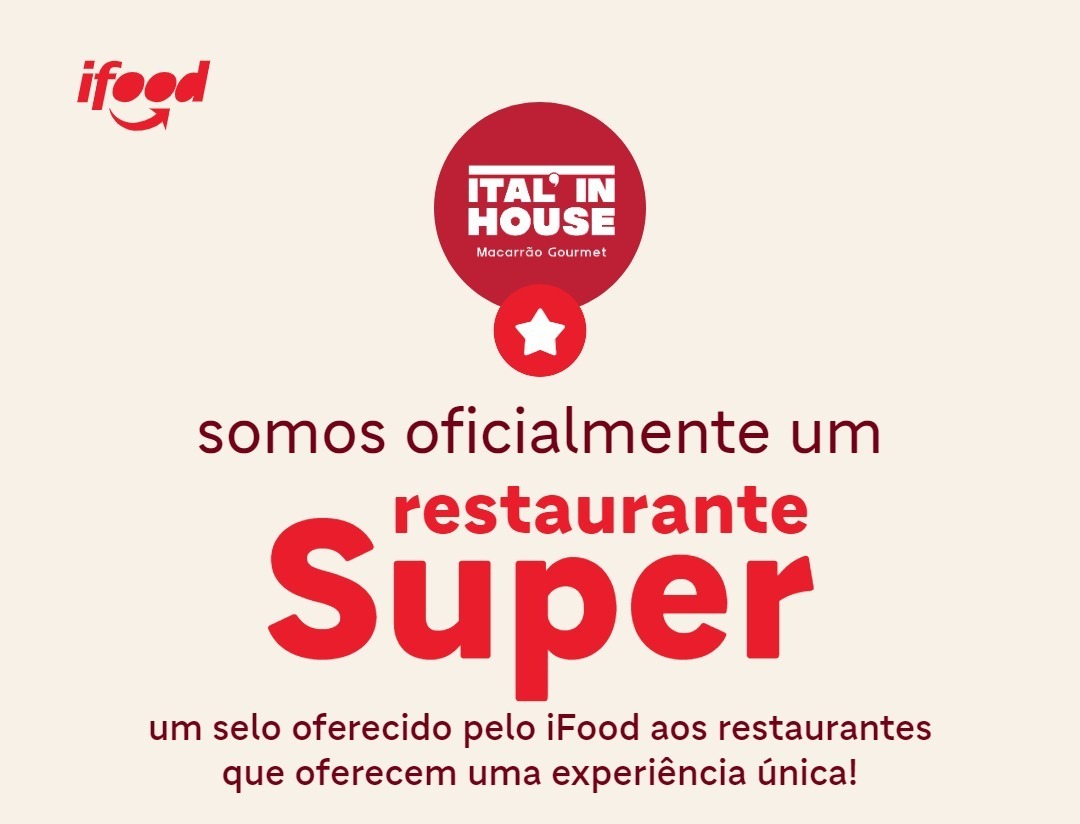 ifood
ITAL' IN
HOUSE
Macarrão Gourmet
somos oficialmente um
restaurante
Super
um selo oferecido pelo iFood aos restaurantes
que oferecem uma experiência única!